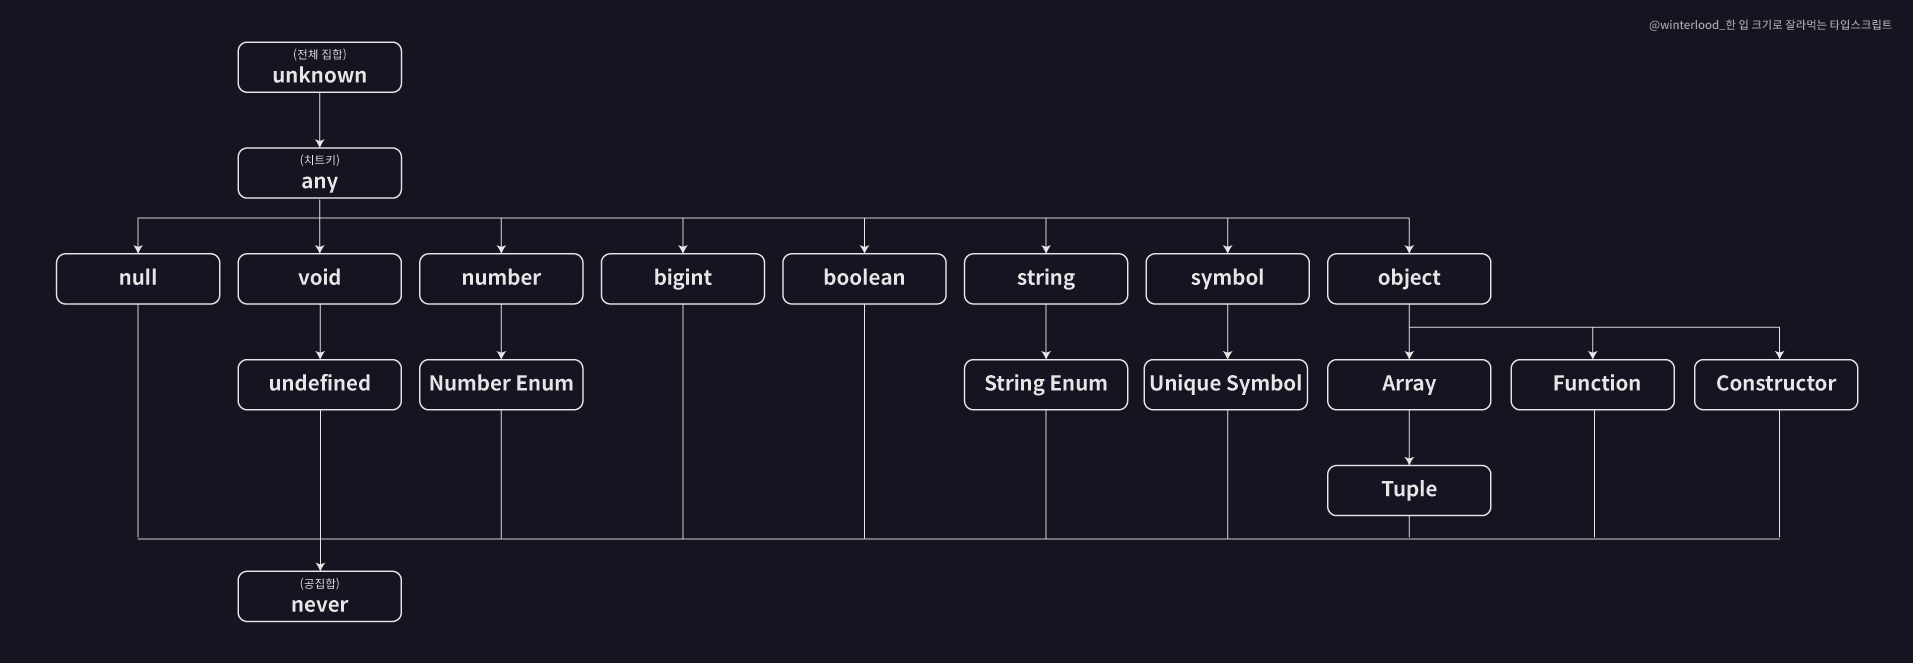 @winterlood_한 입 크기로 잘라먹는 타입스크립트
(전체 집합)
unknown
(치트키)
any
null
void
number
bigint
boolean
string
symbol
object
undefined
Number Enum
String Enum
Unique Symbol
Array
Function
Constructor
Tuple
(공집합)
never